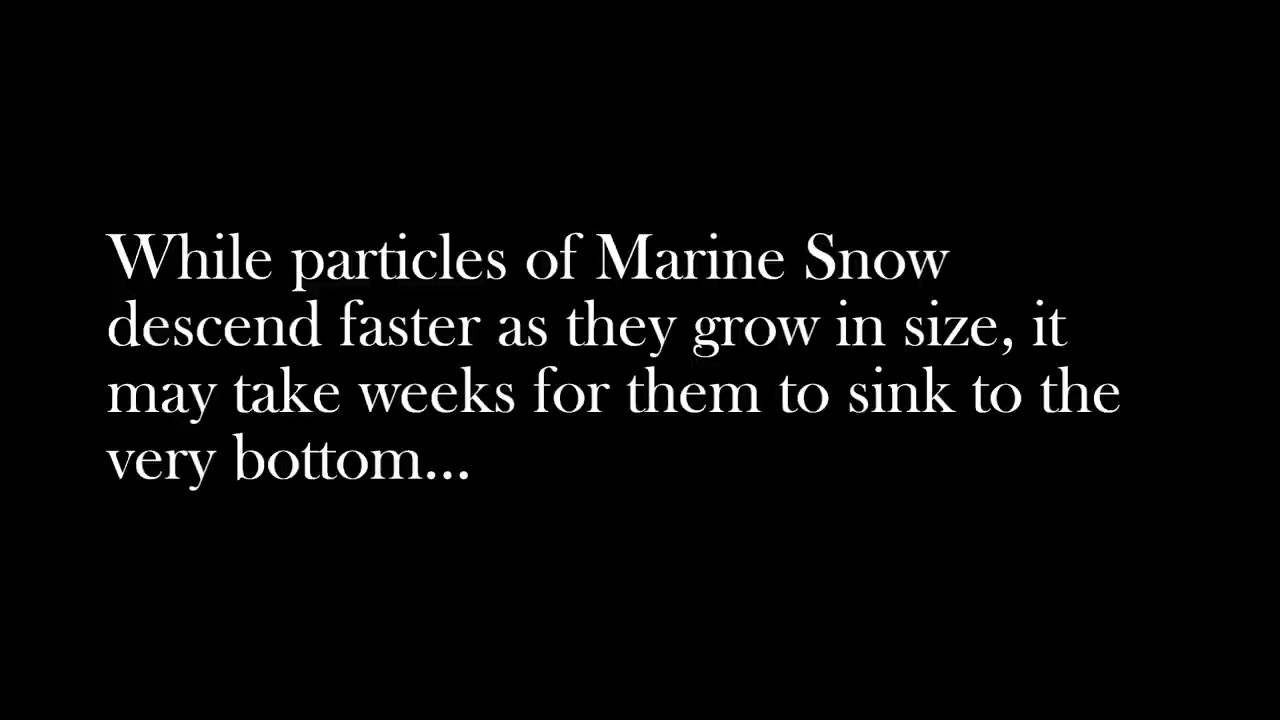 While particles of Marine Snow
descend faster as they grow in size, it
may take weeks for them to sink to the
very bottom...